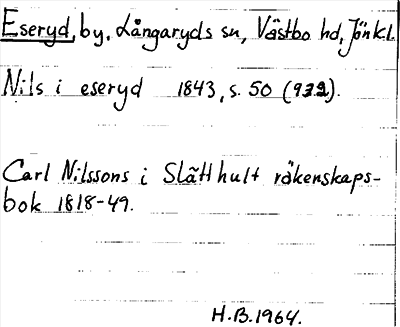 Eseryd, by, Långaryds sn, Västbo hd, Jönk.l.
Nils i eseryd 1843, s. 50 (932).
Carl Nilssons i Slätthult räkenskaps-
bok 1818-49.
H.B.1964.